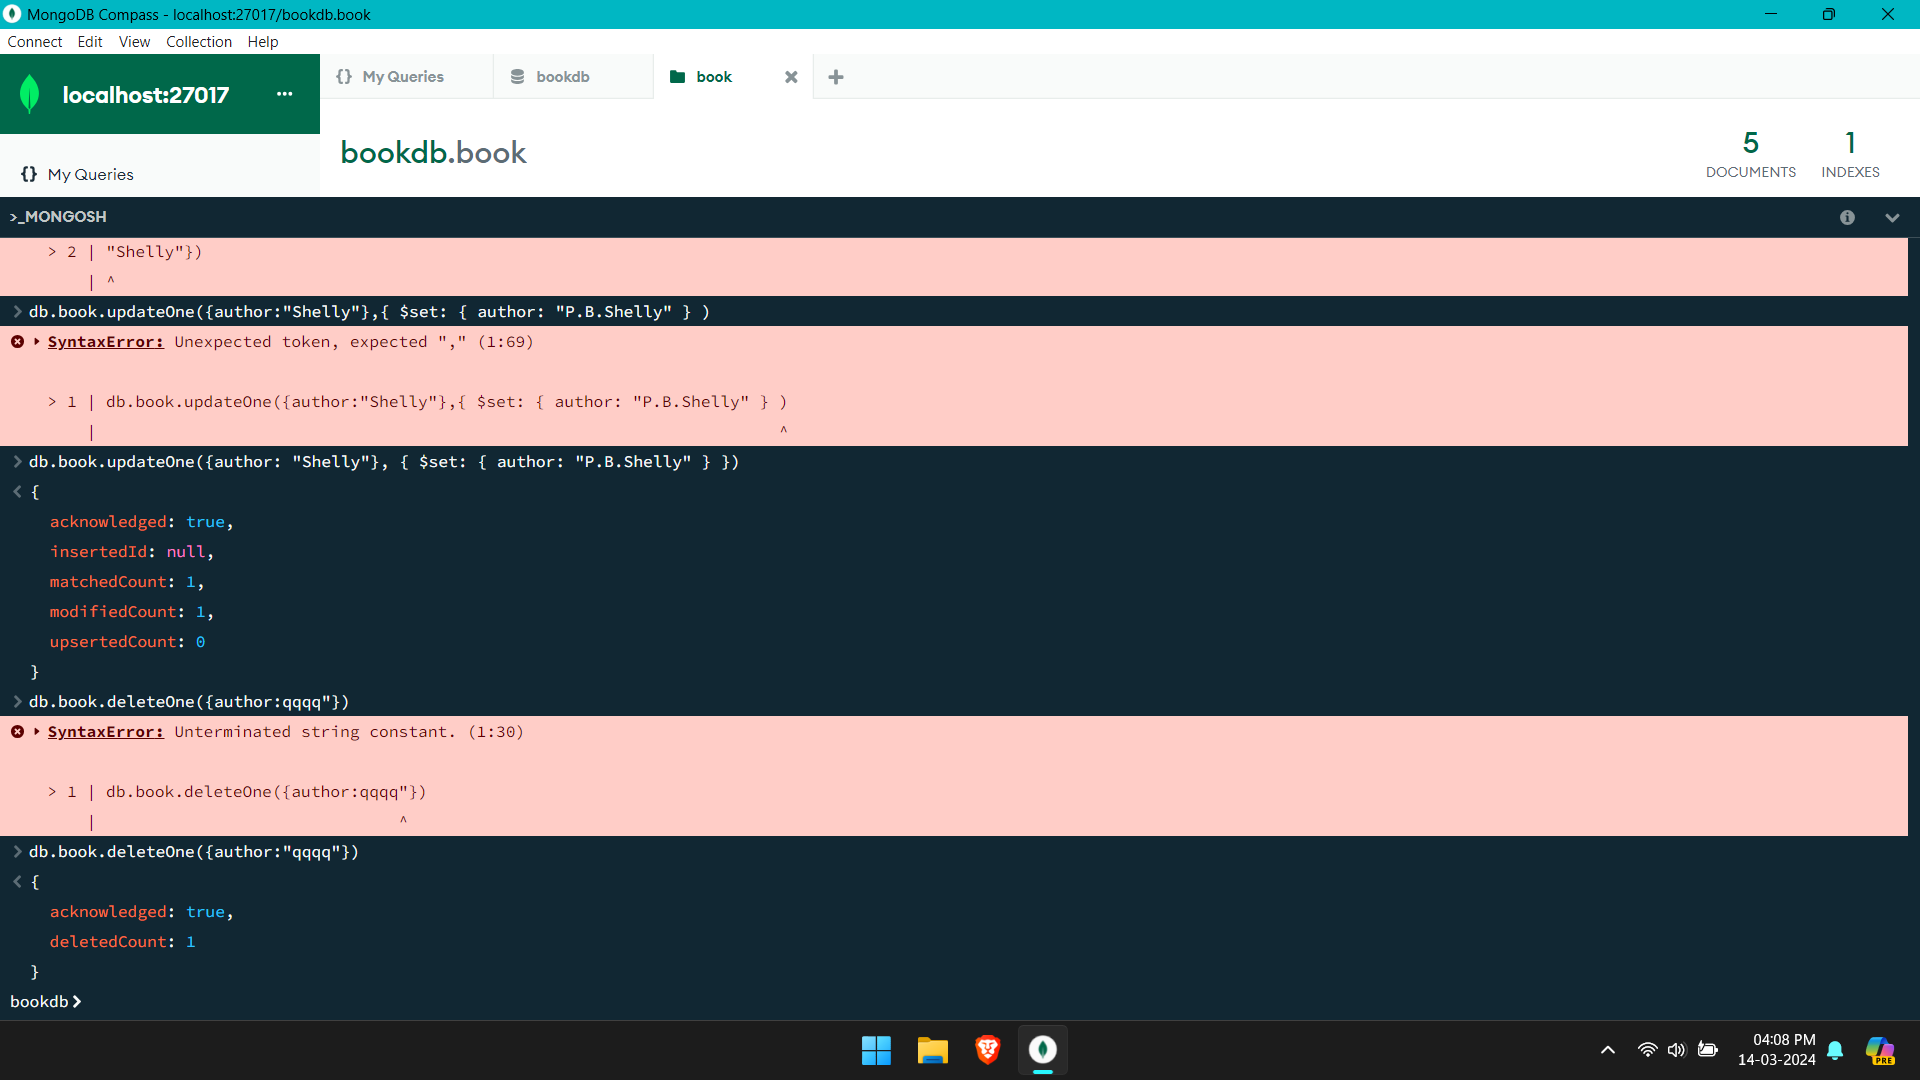 MongoDB Compass - localhost:27017/bookdb.book
Connect Edit View Collection Help
localhost:27017 ...
{} My Queries bookdb book
bookdb.book
5 DOCUMENTS
1 INDEXES
{} My Queries
>_MONGOSH
> 2 | "Shelly"})
| ^
> db.book.updateOne({author:"Shelly"},{ $set: { author: "P.B.Shelly" } )
SyntaxError: Unexpected token, expected "," (1:69)
> 1 | db.book.updateOne({author:"Shelly"},{ $set: { author: "P.B.Shelly" } )
| ^
> db.book.updateOne({author: "Shelly"}, { $set: { author: "P.B.Shelly" } })
< {
acknowledged: true,
insertedId: null,
matchedCount: 1,
modifiedCount: 1,
upsertedCount: 0
}
> db.book.deleteOne({author:qqqq"})
SyntaxError: Unterminated string constant. (1:30)
> 1 | db.book.deleteOne({author:qqqq"})
| ^
> db.book.deleteOne({author:"qqqq"})
< {
acknowledged: true,
deletedCount: 1
}
bookdb >
04:08 PM
14-03-2024
PRE